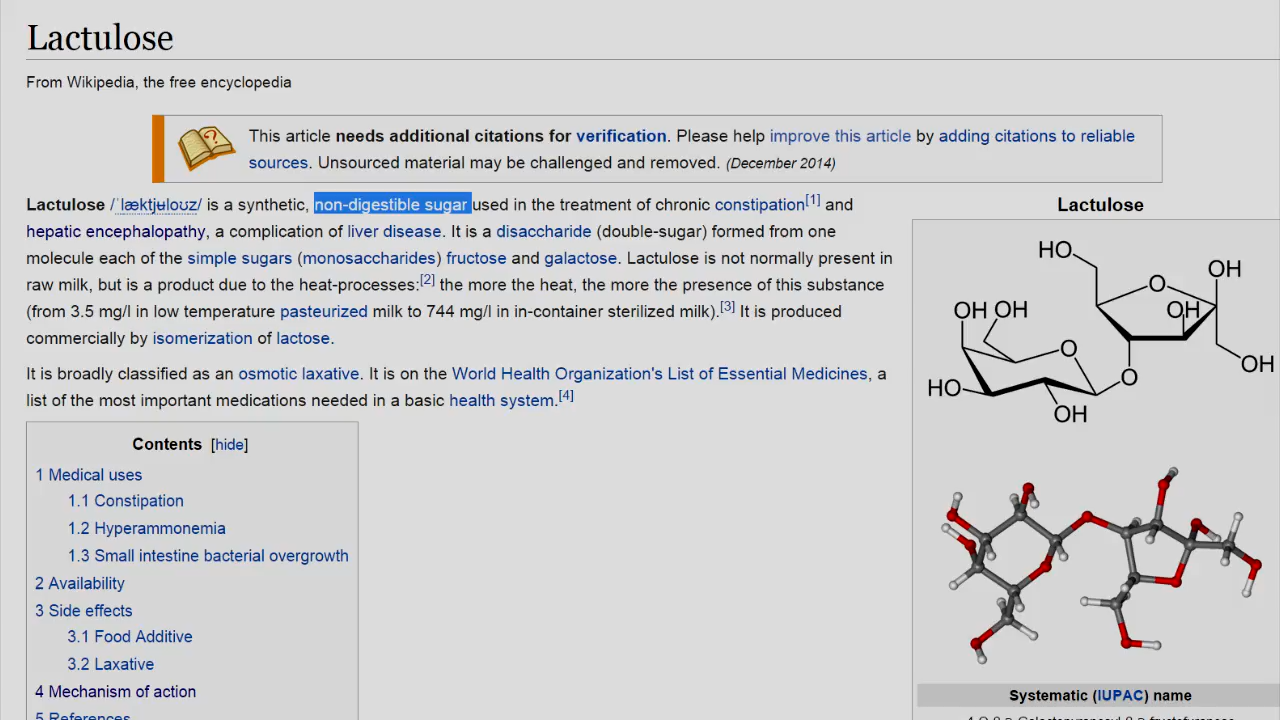 Lactulose
From Wikipedia, the free encyclopedia
This article needs additional citations for verification. Please help improve this article by adding citations to reliable
sources. Unsourced material may be challenged and removed. (December 2014)
Lactulose /ˈlæktjʉloʊz/ is a synthetic, non-digestible sugar used in the treatment of chronic constipation[1] and
hepatic encephalopathy, a complication of liver disease. It is a disaccharide (double-sugar) formed from one
molecule each of the simple sugars (monosaccharides) fructose and galactose. Lactulose is not normally present in
raw milk, but is a product due to the heat-processes:[2] the more the heat, the more the presence of this substance
(from 3.5 mg/l in low temperature pasteurized milk to 744 mg/l in in-container sterilized milk).[3] It is produced
commercially by isomerization of lactose.
It is broadly classified as an osmotic laxative. It is on the World Health Organization's List of Essential Medicines, a
list of the most important medications needed in a basic health system.[4]
Contents [hide]
1 Medical uses
1.1 Constipation
1.2 Hyperammonemia
1.3 Small intestine bacterial overgrowth
2 Availability
3 Side effects
3.1 Food Additive
3.2 Laxative
4 Mechanism of action
5 References
Lactulose
HO
O
OH
OH
OH OH
O
OH
HO
O
OH
Systematic (IUPAC) name